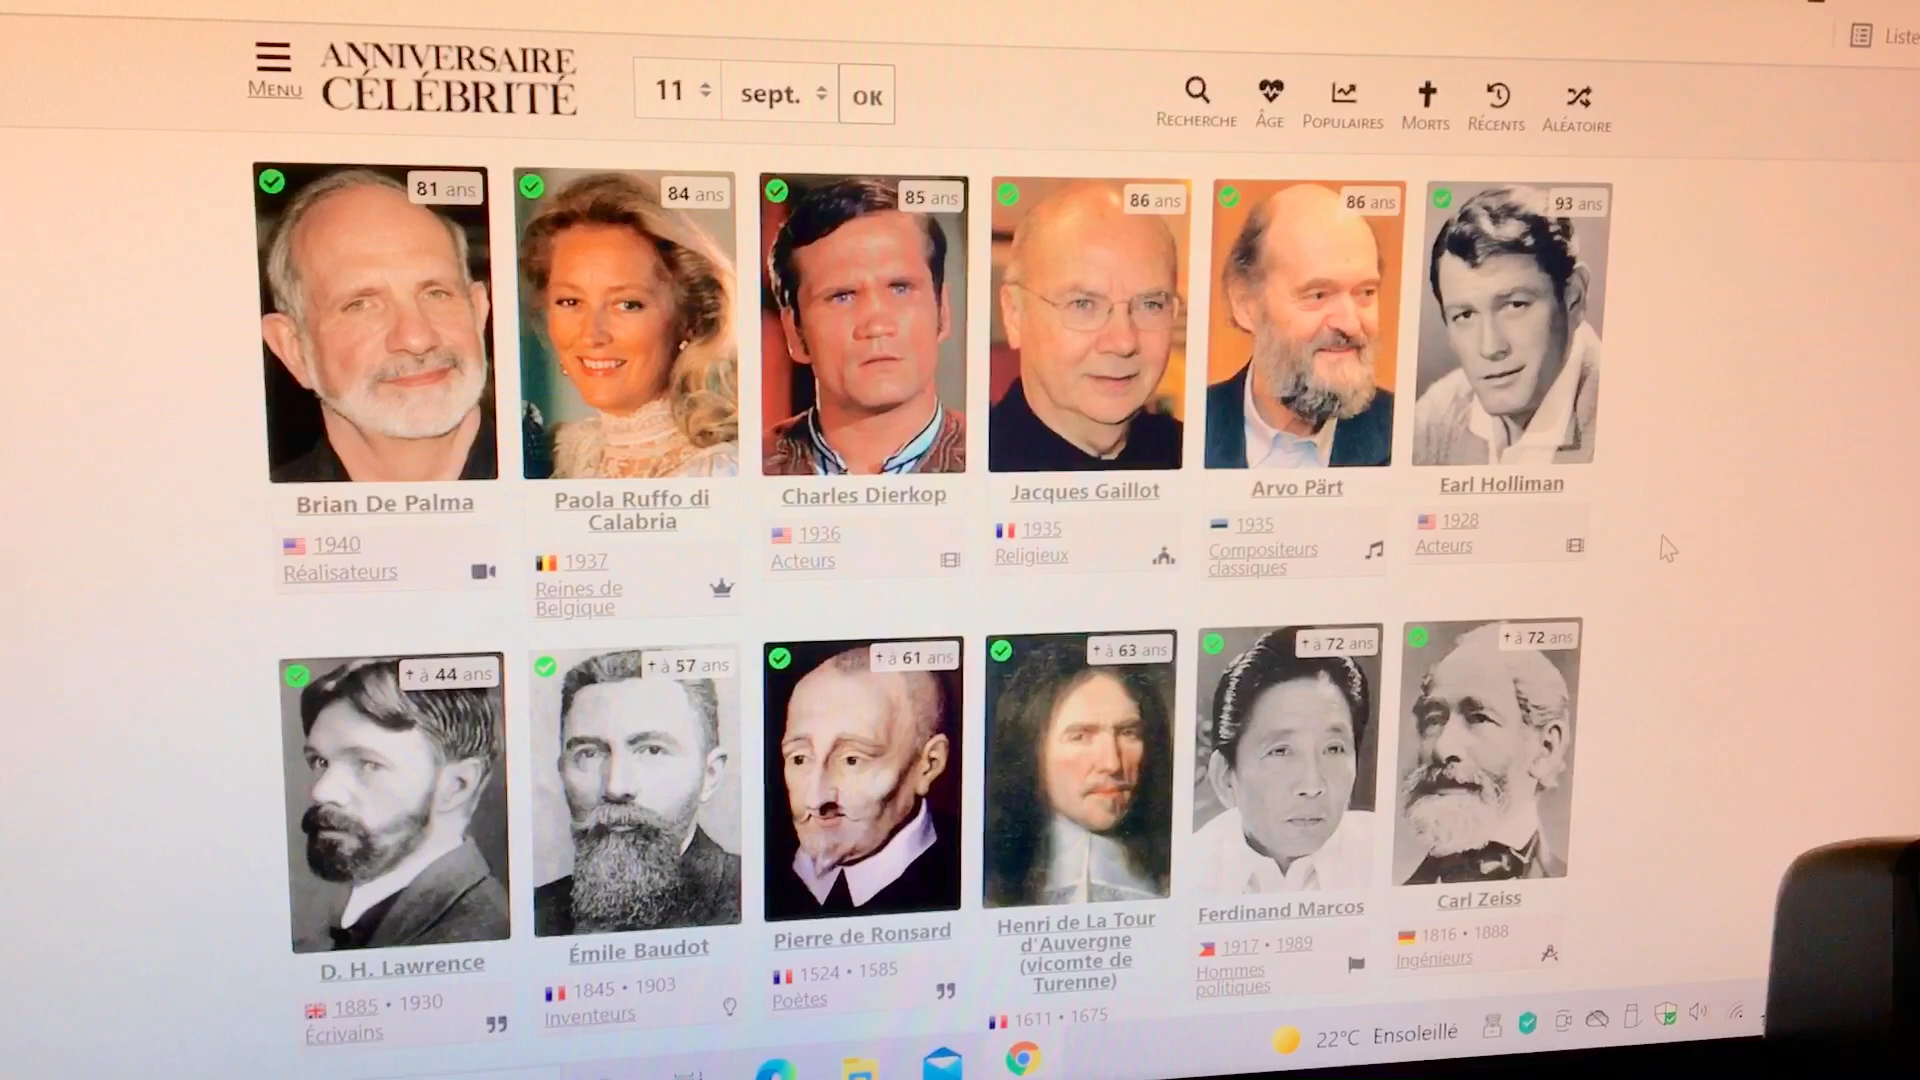 Liste
MENU
ANNIVERSAIRE
CÉLÉBRITÉ
11 sept. OK
RECHERCHE ÂGE POPULAIRES MORTS RÉCENTS ALÉATOIRE
81 ans
84 ans
85 ans
86 ans
86 ans
93 ans
Brian De Palma
1940
Réalisateurs
Paola Ruffo di
Calabria
1937
Reines de
Belgique
Charles Dierkop
1936
Acteurs
Jacques Gaillot
1935
Religieux
Arvo Pärt
1935
Compositeurs
classiques
Earl Holliman
1928
Acteurs
† à 44 ans
† à 57 ans
† à 61 ans
† à 63 ans
† à 72 ans
† à 72 ans
D. H. Lawrence
1885 • 1930
Écrivains
Émile Baudot
1845 • 1903
Inventeurs
Pierre de Ronsard
1524 • 1585
Poètes
Henri de La Tour
d'Auvergne
(vicomte de
Turenne)
1611 • 1675
Ferdinand Marcos
1917 • 1989
Hommes
politiques
Carl Zeiss
1816 • 1888
Ingénieurs
22°C Ensoleillé